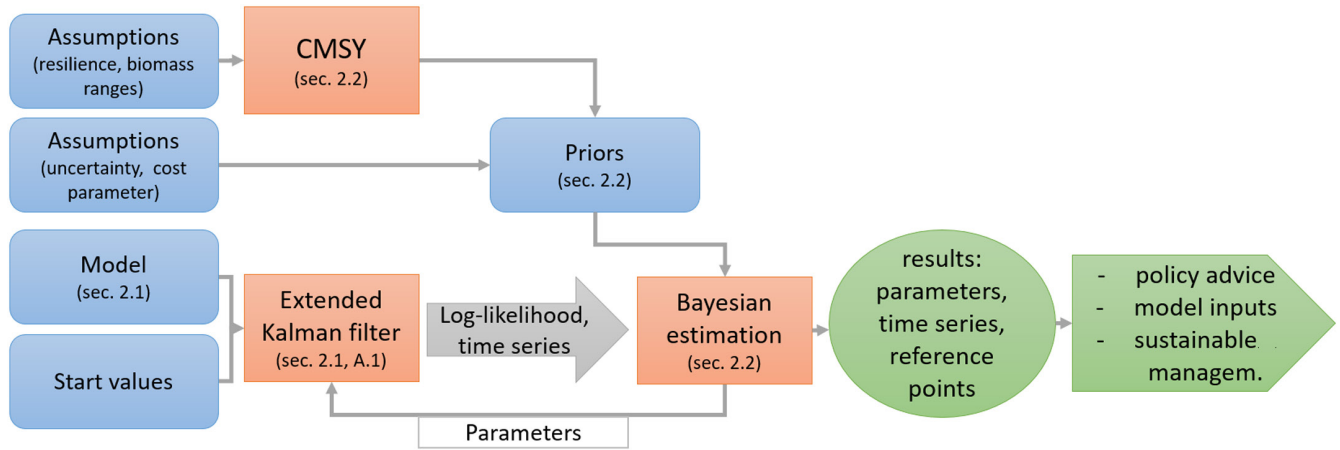 Assumptions
(resilience, biomass
ranges)
CMSY
(sec. 2.2)
Assumptions
(uncertainty, cost
parameter)
Priors
(sec. 2.2)
Model
(sec. 2.1)
Start values
Extended
Kalman filter
(sec. 2.1, A.1)
Log-likelihood,
time series
Bayesian
estimation
(sec. 2.2)
Parameters
results:
parameters,
time series,
reference
points
- policy advice
- model inputs
- sustainable
managem.